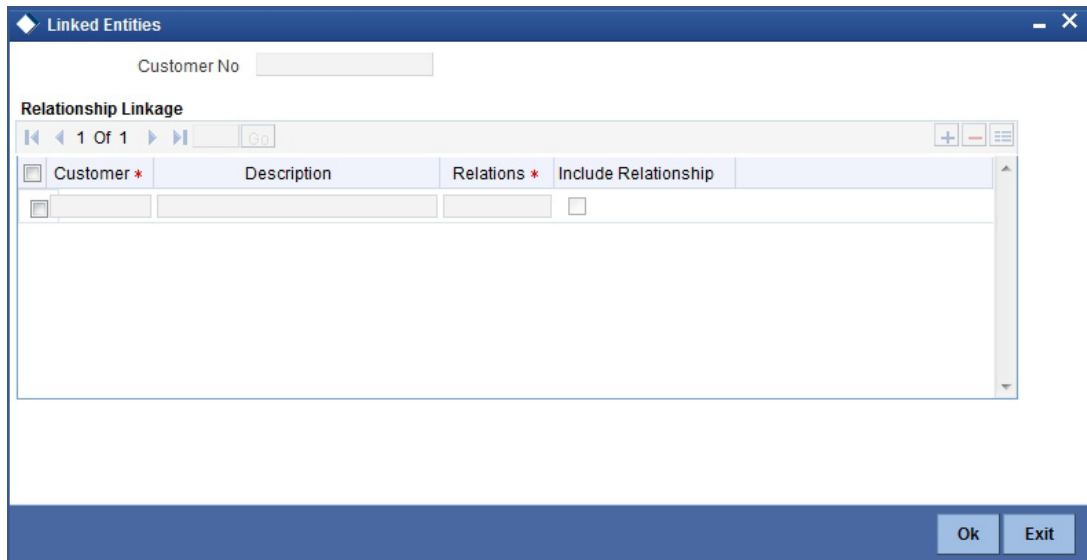 Linked Entities
Customer No
Relationship Linkage
1 Of 1 Go
Customer * Description Relations * Include Relationship
Ok Exit